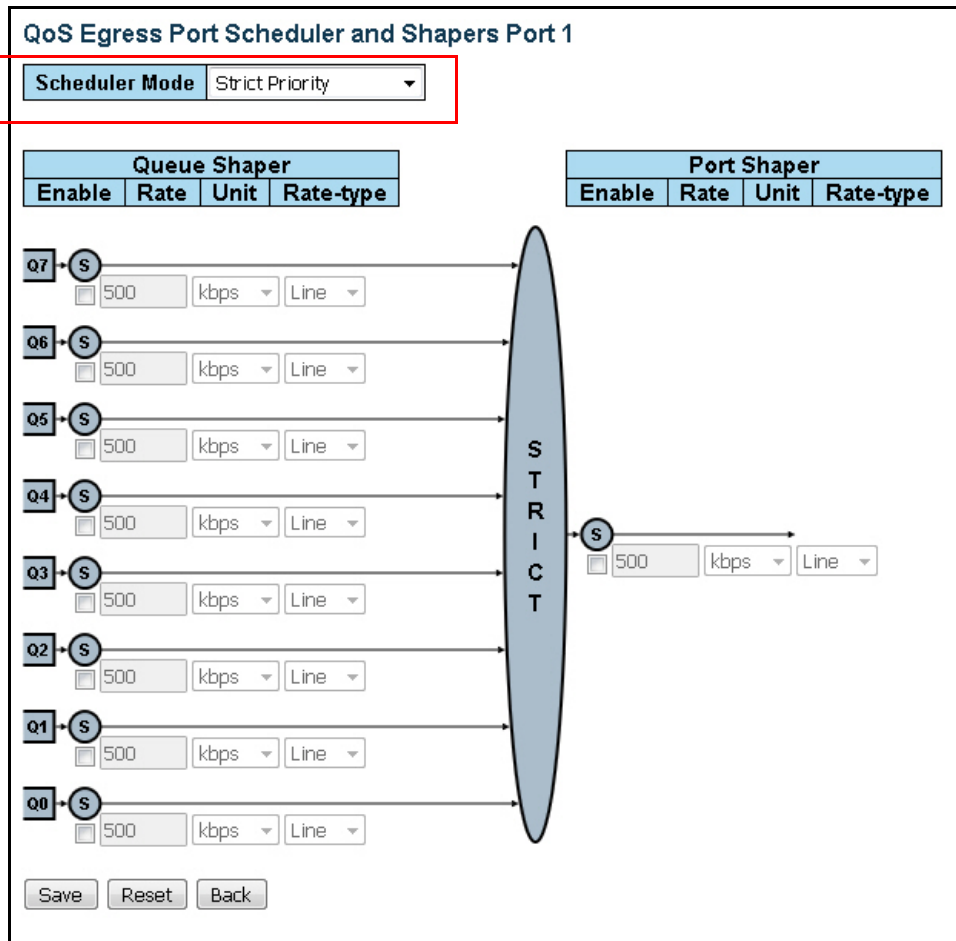 QoS Egress Port Scheduler and Shapers Port 1
Scheduler Mode Strict Priority
Queue Shaper Port Shaper
Enable Rate Unit Rate-type Enable Rate Unit Rate-type
Q7 S
500 kbps Line
Q6 S
500 kbps Line
Q5 S
500 kbps Line
Q4 S
500 kbps Line
Q3 S
500 kbps Line
Q2 S
500 kbps Line
Q1 S
500 kbps Line
Q0 S
500 kbps Line
S
T
R
I
C
T
S
500 kbps Line
Save Reset Back